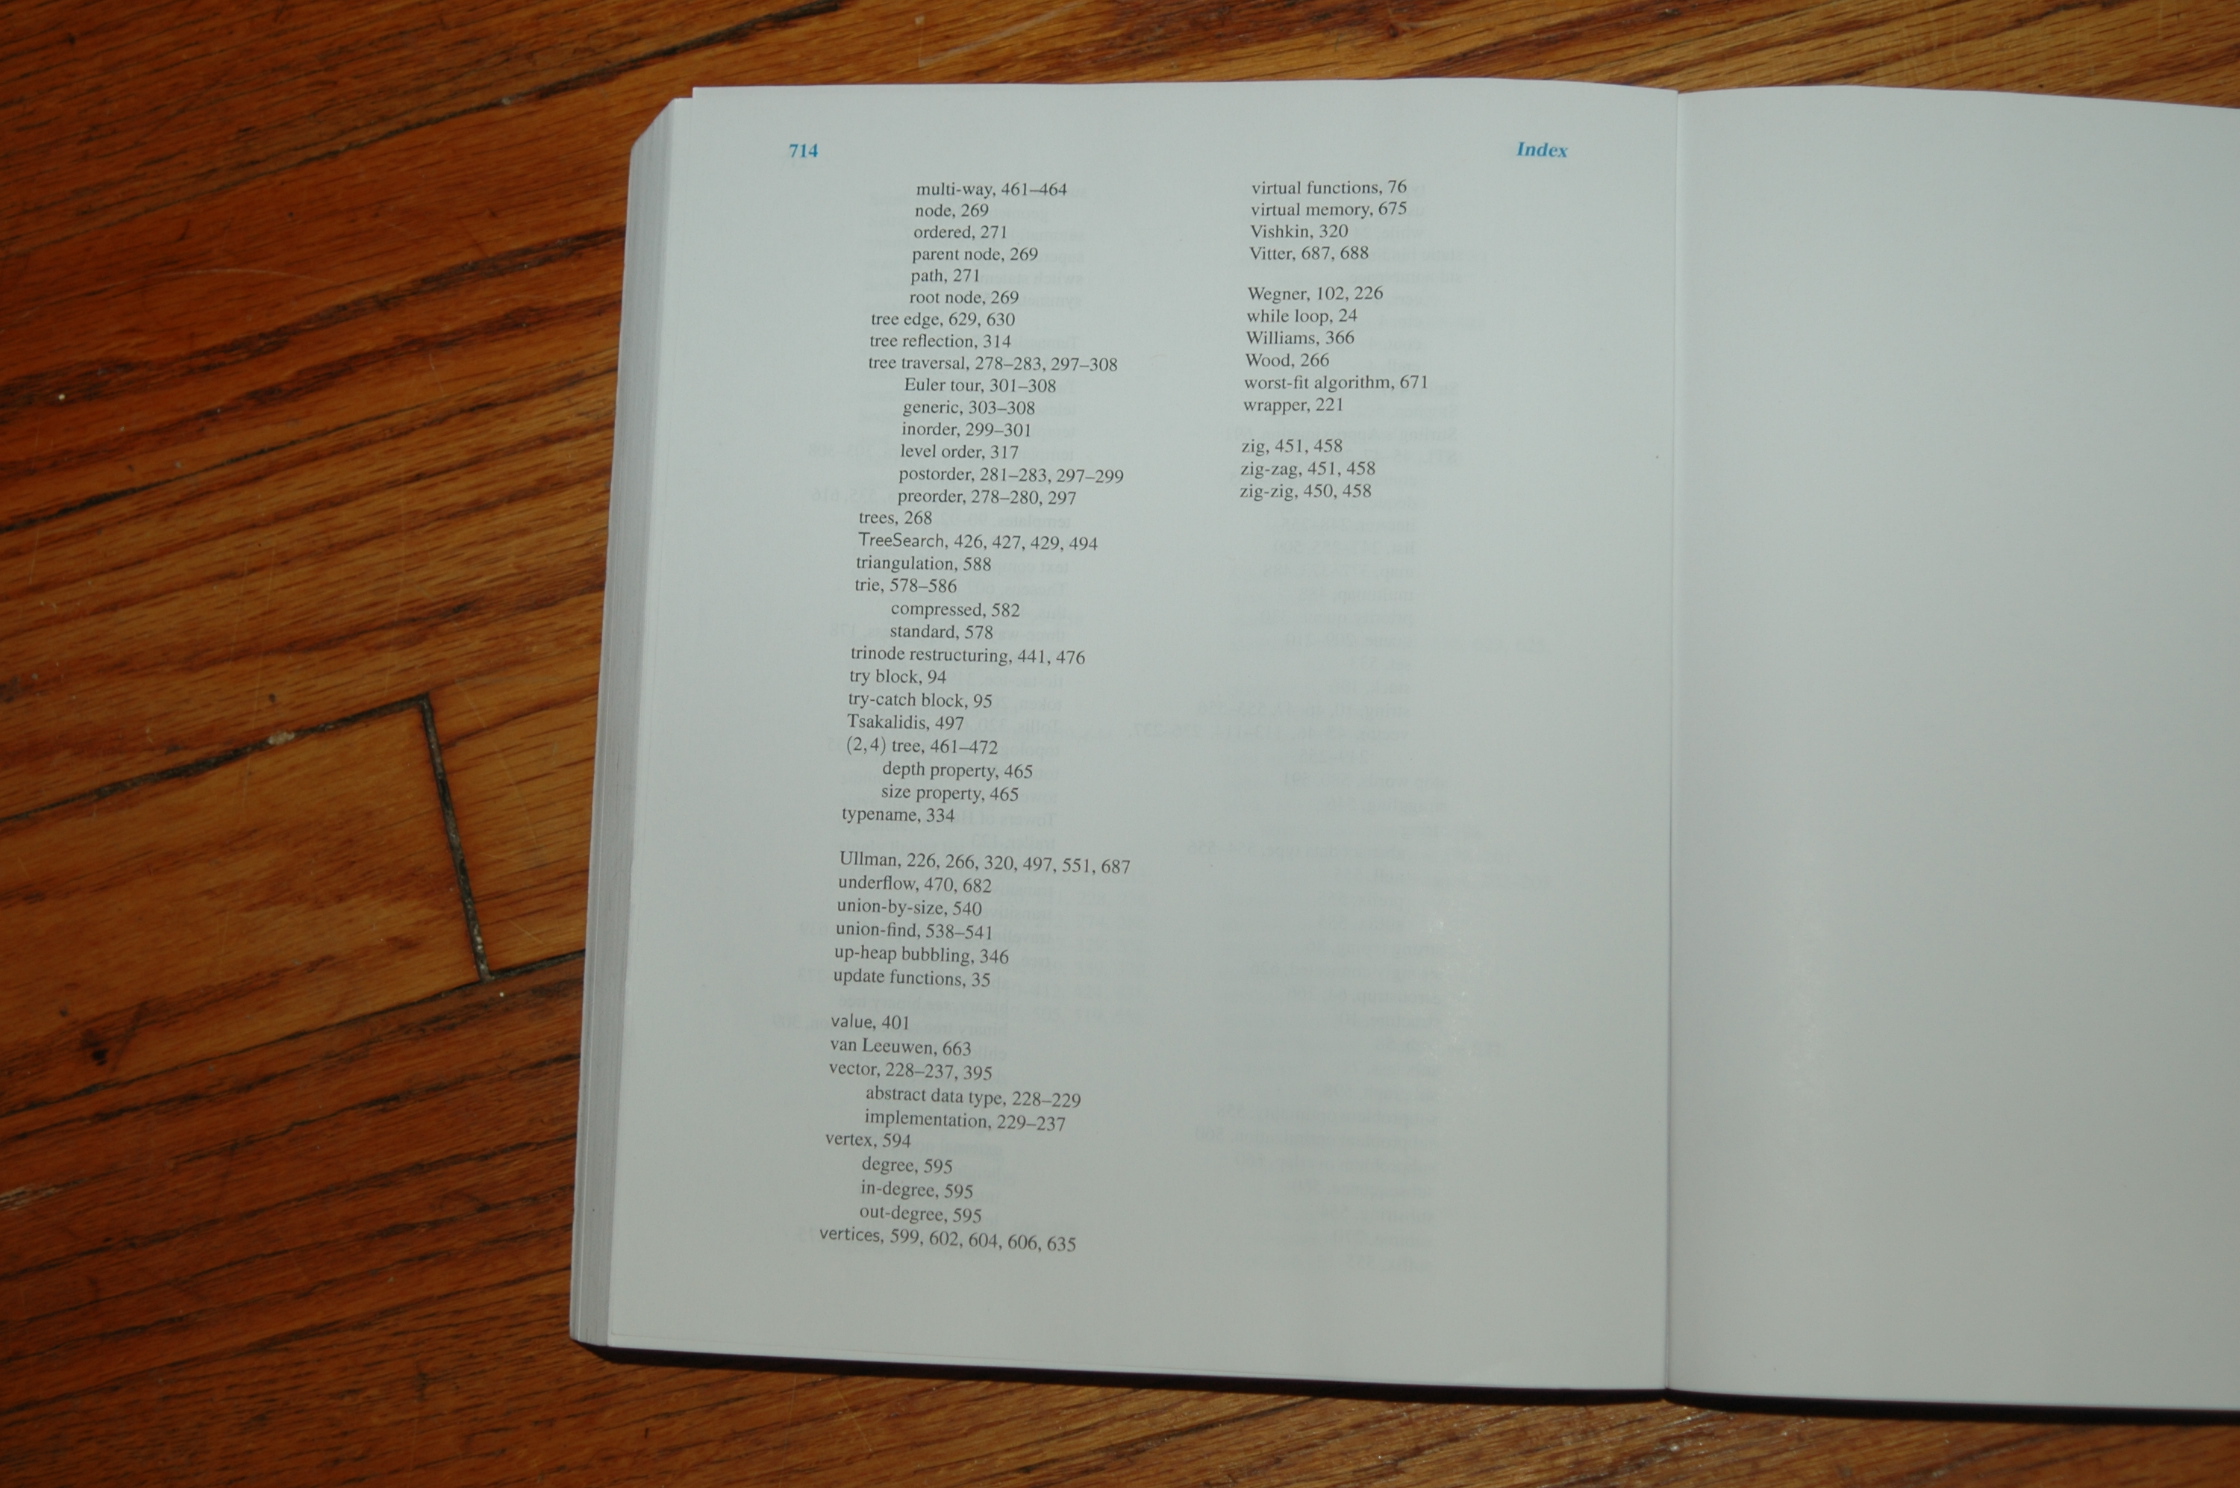 714
Index
multi-way, 461–464
node, 269
ordered, 271
parent node, 269
path, 271
root node, 269
tree edge, 629, 630
tree reflection, 314
tree traversal, 278–283, 297–308
Euler tour, 301–308
generic, 303–308
inorder, 299–301
level order, 317
postorder, 281–283, 297–299
preorder, 278–280, 297
trees, 268
TreeSearch, 426, 427, 429, 494
triangulation, 588
trie, 578–586
compressed, 582
standard, 578
trinode restructuring, 441, 476
try block, 94
try-catch block, 95
Tsakalidis, 497
(2,4) tree, 461–472
depth property, 465
size property, 465
typename, 334
Ullman, 226, 266, 320, 497, 551, 687
underflow, 470, 682
union-by-size, 540
union-find, 538–541
up-heap bubbling, 346
update functions, 35
value, 401
van Leeuwen, 663
vector, 228–237, 395
abstract data type, 228–229
implementation, 229–237
vertex, 594
degree, 595
in-degree, 595
out-degree, 595
vertices, 599, 602, 604, 606, 635
virtual functions, 76
virtual memory, 675
Vishkin, 320
Vitter, 687, 688
Wegner, 102, 226
while loop, 24
Williams, 366
Wood, 266
worst-fit algorithm, 671
wrapper, 221
zig, 451, 458
zig-zag, 451, 458
zig-zig, 450, 458